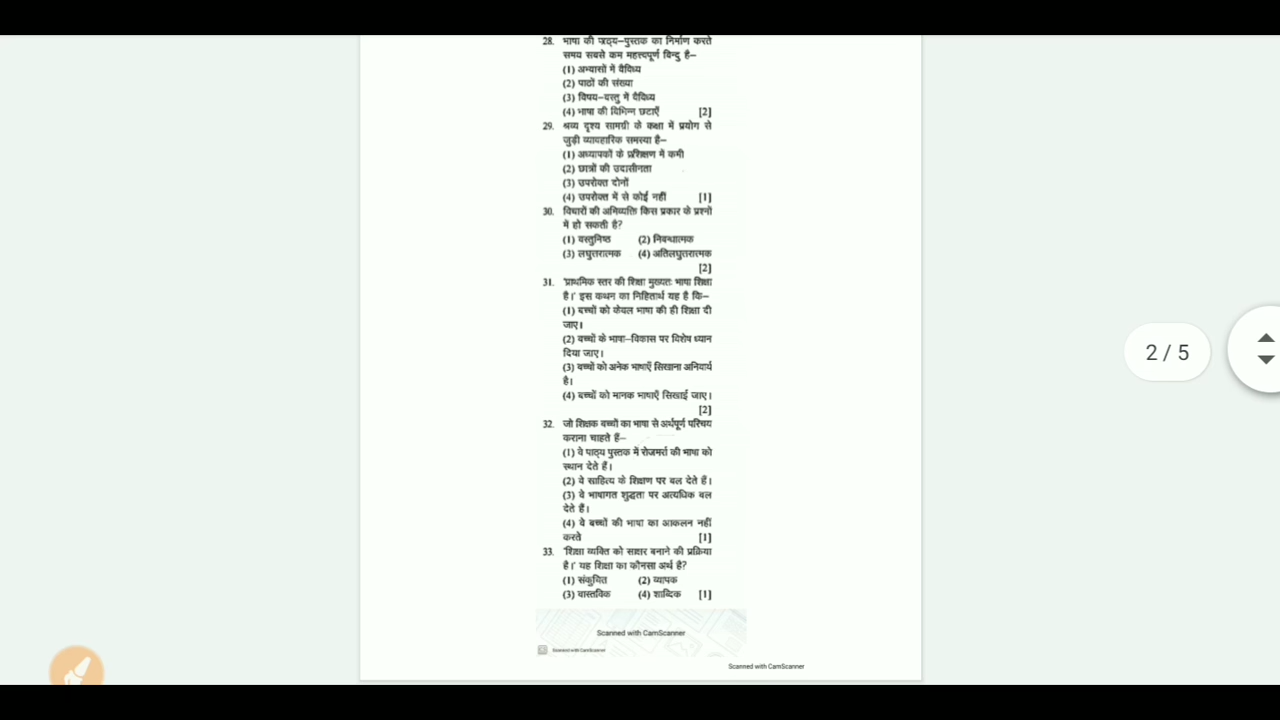 28. भाषा की पाठ्य-पुस्तक का निर्माण करते
समय सबसे कम महत्त्वपूर्ण बिन्दु है–
(1) अभ्यासों में वैविध्य
(2) पाठों की संख्या
(3) विषय-वस्तु में वैविध्य
(4) भाषा की विभिन्न छटाएँ [2]
29. श्रव्य दृश्य सामग्री के कक्षा में प्रयोग से
जुड़ी व्यावहारिक समस्या है–
(1) अध्यापकों के प्रशिक्षण में कमी
(2) छात्रों की उदासीनता
(3) उपरोक्त दोनों
(4) उपरोक्त में से कोई नहीं [1]
30. विचारों की अभिव्यक्ति किस प्रकार के प्रश्नों
में हो सकती है?
(1) वस्तुनिष्ठ (2) निबन्धात्मक
(3) लघुत्तरात्मक (4) अतिलघुत्तरात्मक
[2]
31. 'प्राथमिक स्तर की शिक्षा मुख्यतः भाषा शिक्षा
है।' इस कथन का निहितार्थ यह है कि–
(1) बच्चों को केवल भाषा की ही शिक्षा दी
जाए।
(2) बच्चों के भाषा-विकास पर विशेष ध्यान
दिया जाए।
(3) बच्चों को अनेक भाषाएँ सिखाना अनिवार्य
है।
(4) बच्चों को मानक भाषाएँ सिखाई जाए।
[2]
32. जो शिक्षक बच्चों का भाषा से अर्थपूर्ण परिचय
कराना चाहते हैं–
(1) वे पाठ्य पुस्तक में रोजमर्रा की भाषा को
स्थान देते हैं।
(2) वे साहित्य के शिक्षण पर बल देते हैं।
(3) वे भाषागत शुद्धता पर अत्यधिक बल
देते हैं।
(4) वे बच्चों की भाषा का आकलन नहीं
करते [1]
33. 'शिक्षा व्यक्ति को साक्षर बनाने की प्रक्रिया
है।' यह शिक्षा का कौनसा अर्थ है?
(1) संकुचित (2) व्यापक
(3) वास्तविक (4) शाब्दिक [1]
Scanned with CamScanner
Scanned with CamScanner
Scanned with CamScanner
2 / 5